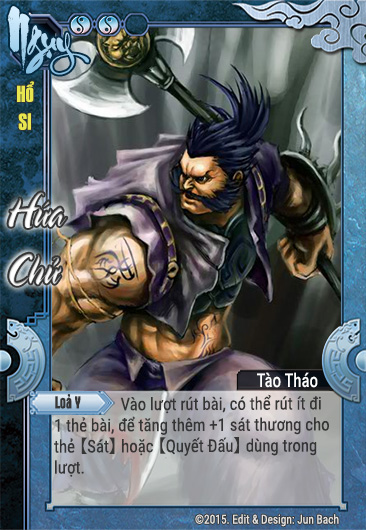 Ngụy
HỔ
SI
Hứa
Chử
Tào Tháo
Loả Y
Vào lượt rút bài, có thể rút ít đi
1 thẻ bài, để tăng thêm +1 sát thương cho
thẻ【Sát】hoặc【Quyết Đấu】dùng trong
lượt.
©2015. Edit & Design: Jun Bach